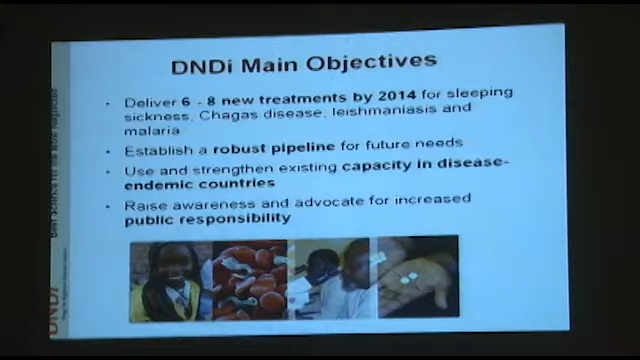 DNDi Main Objectives
• Deliver 6 - 8 new treatments by 2014 for sleeping
sickness, Chagas disease, leishmaniasis and
malaria
• Establish a robust pipeline for future needs
• Use and strengthen existing capacity in disease-
endemic countries
• Raise awareness and advocate for increased
public responsibility
DNDi